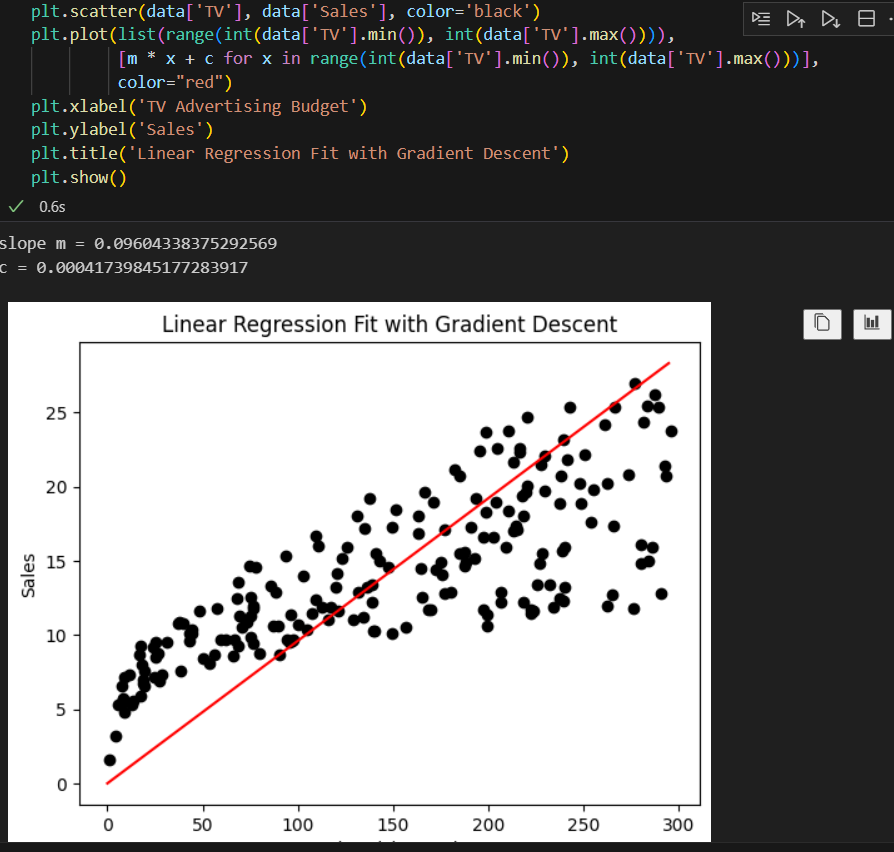 plt.scatter(data['TV'], data['Sales'], color='black')
plt.plot(list(range(int(data['TV'].min()), int(data['TV'].max()))),
[m * x + c for x in range(int(data['TV'].min()), int(data['TV'].max()))],
color="red")
plt.xlabel('TV Advertising Budget')
plt.ylabel('Sales')
plt.title('Linear Regression Fit with Gradient Descent')
plt.show()
0.6s
slope m = 0.09604338375292569
c = 0.00041739845177283917
Linear Regression Fit with Gradient Descent
25
20
15
10
5
0
Sales
0 50 100 150 200 250 300